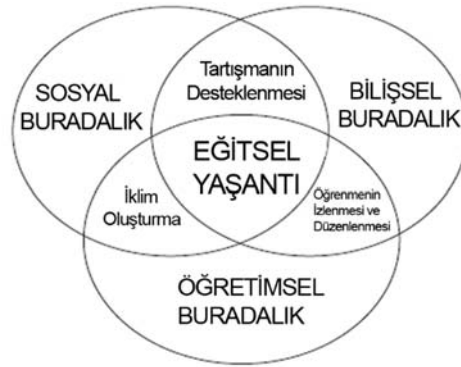 Tartışmanın
Desteklenmesi
SOSYAL
BURADALIK
BİLİŞSEL
BURADALIK
EĞİTSEL
YAŞANTI
İklim
Oluşturma
Öğrenmenin
İzlenmesi ve
Düzenlenmesi
ÖĞRETİMSEL
BURADALIK